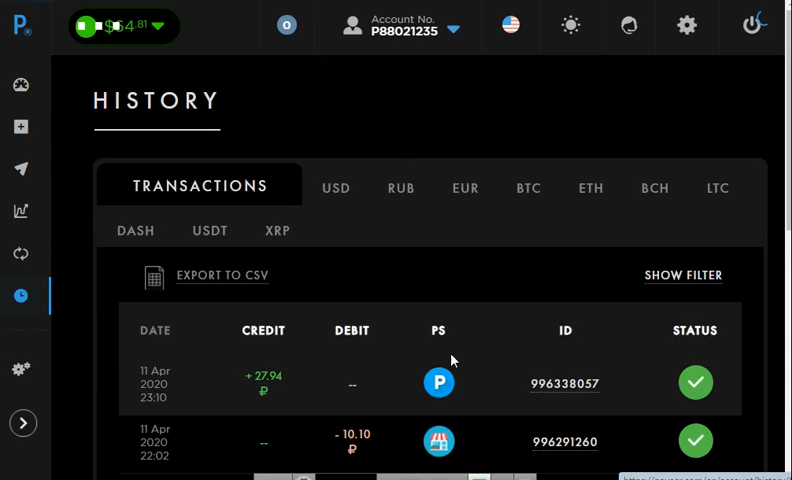 P
$64.81
0
Account No.
P88021235
HISTORY
TRANSACTIONS
USD
RUB
EUR
BTC
ETH
BCH
LTC
DASH
USDT
XRP
EXPORT TO CSV
SHOW FILTER
DATE
CREDIT
DEBIT
PS
ID
STATUS
11 Apr
2020
23:10
+ 27.94
₽
--
P
996338057
11 Apr
2020
22:02
--
- 10.10
₽
996291260